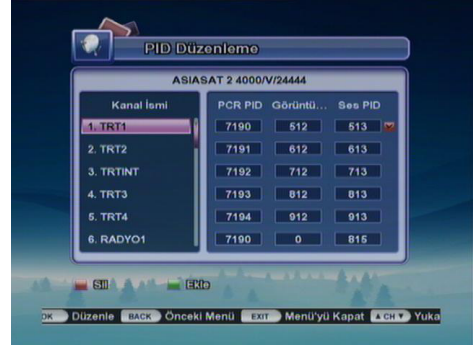 PID Düzenleme
ASIASAT 2 4000/V/24444
Kanal İsmi PCR PID Görüntü... Ses PID
1. TRT1 7190 512 513
2. TRT2 7191 612 613
3. TRTINT 7192 712 713
4. TRT3 7193 812 813
5. TRT4 7194 912 913
6. RADYO1 7190 0 815
Sil Ekle
OK Düzenle BACK Önceki Menü EXIT Menü'yü Kapat ▲ CH ▼ Yuka